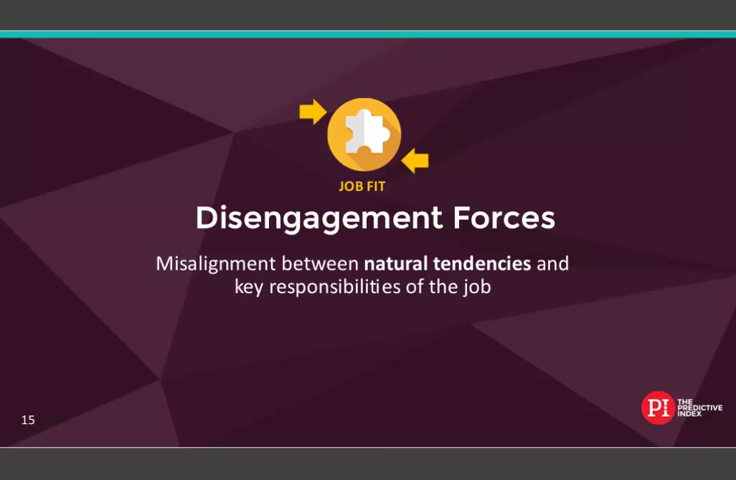 JOB FIT
Disengagement Forces
Misalignment between natural tendencies and
key responsibilities of the job
15
PI
THE
PREDICTIVE
INDEX